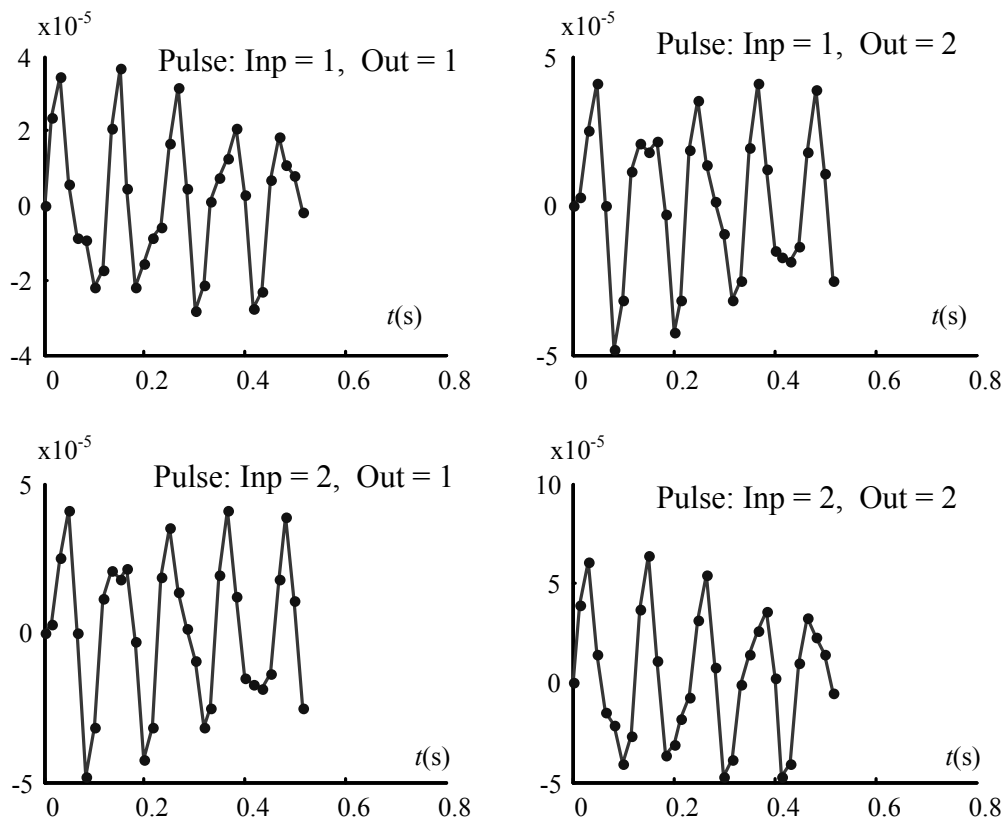 x10-5
Pulse: Inp = 1, Out = 1
4
2
0
-2
-4
t(s)
0 0.2 0.4 0.6 0.8
x10-5
Pulse: Inp = 1, Out = 2
5
0
-5
t(s)
0 0.2 0.4 0.6 0.8
x10-5
Pulse: Inp = 2, Out = 1
5
0
-5
t(s)
0 0.2 0.4 0.6 0.8
x10-5
Pulse: Inp = 2, Out = 2
10
5
0
-5
t(s)
0 0.2 0.4 0.6 0.8